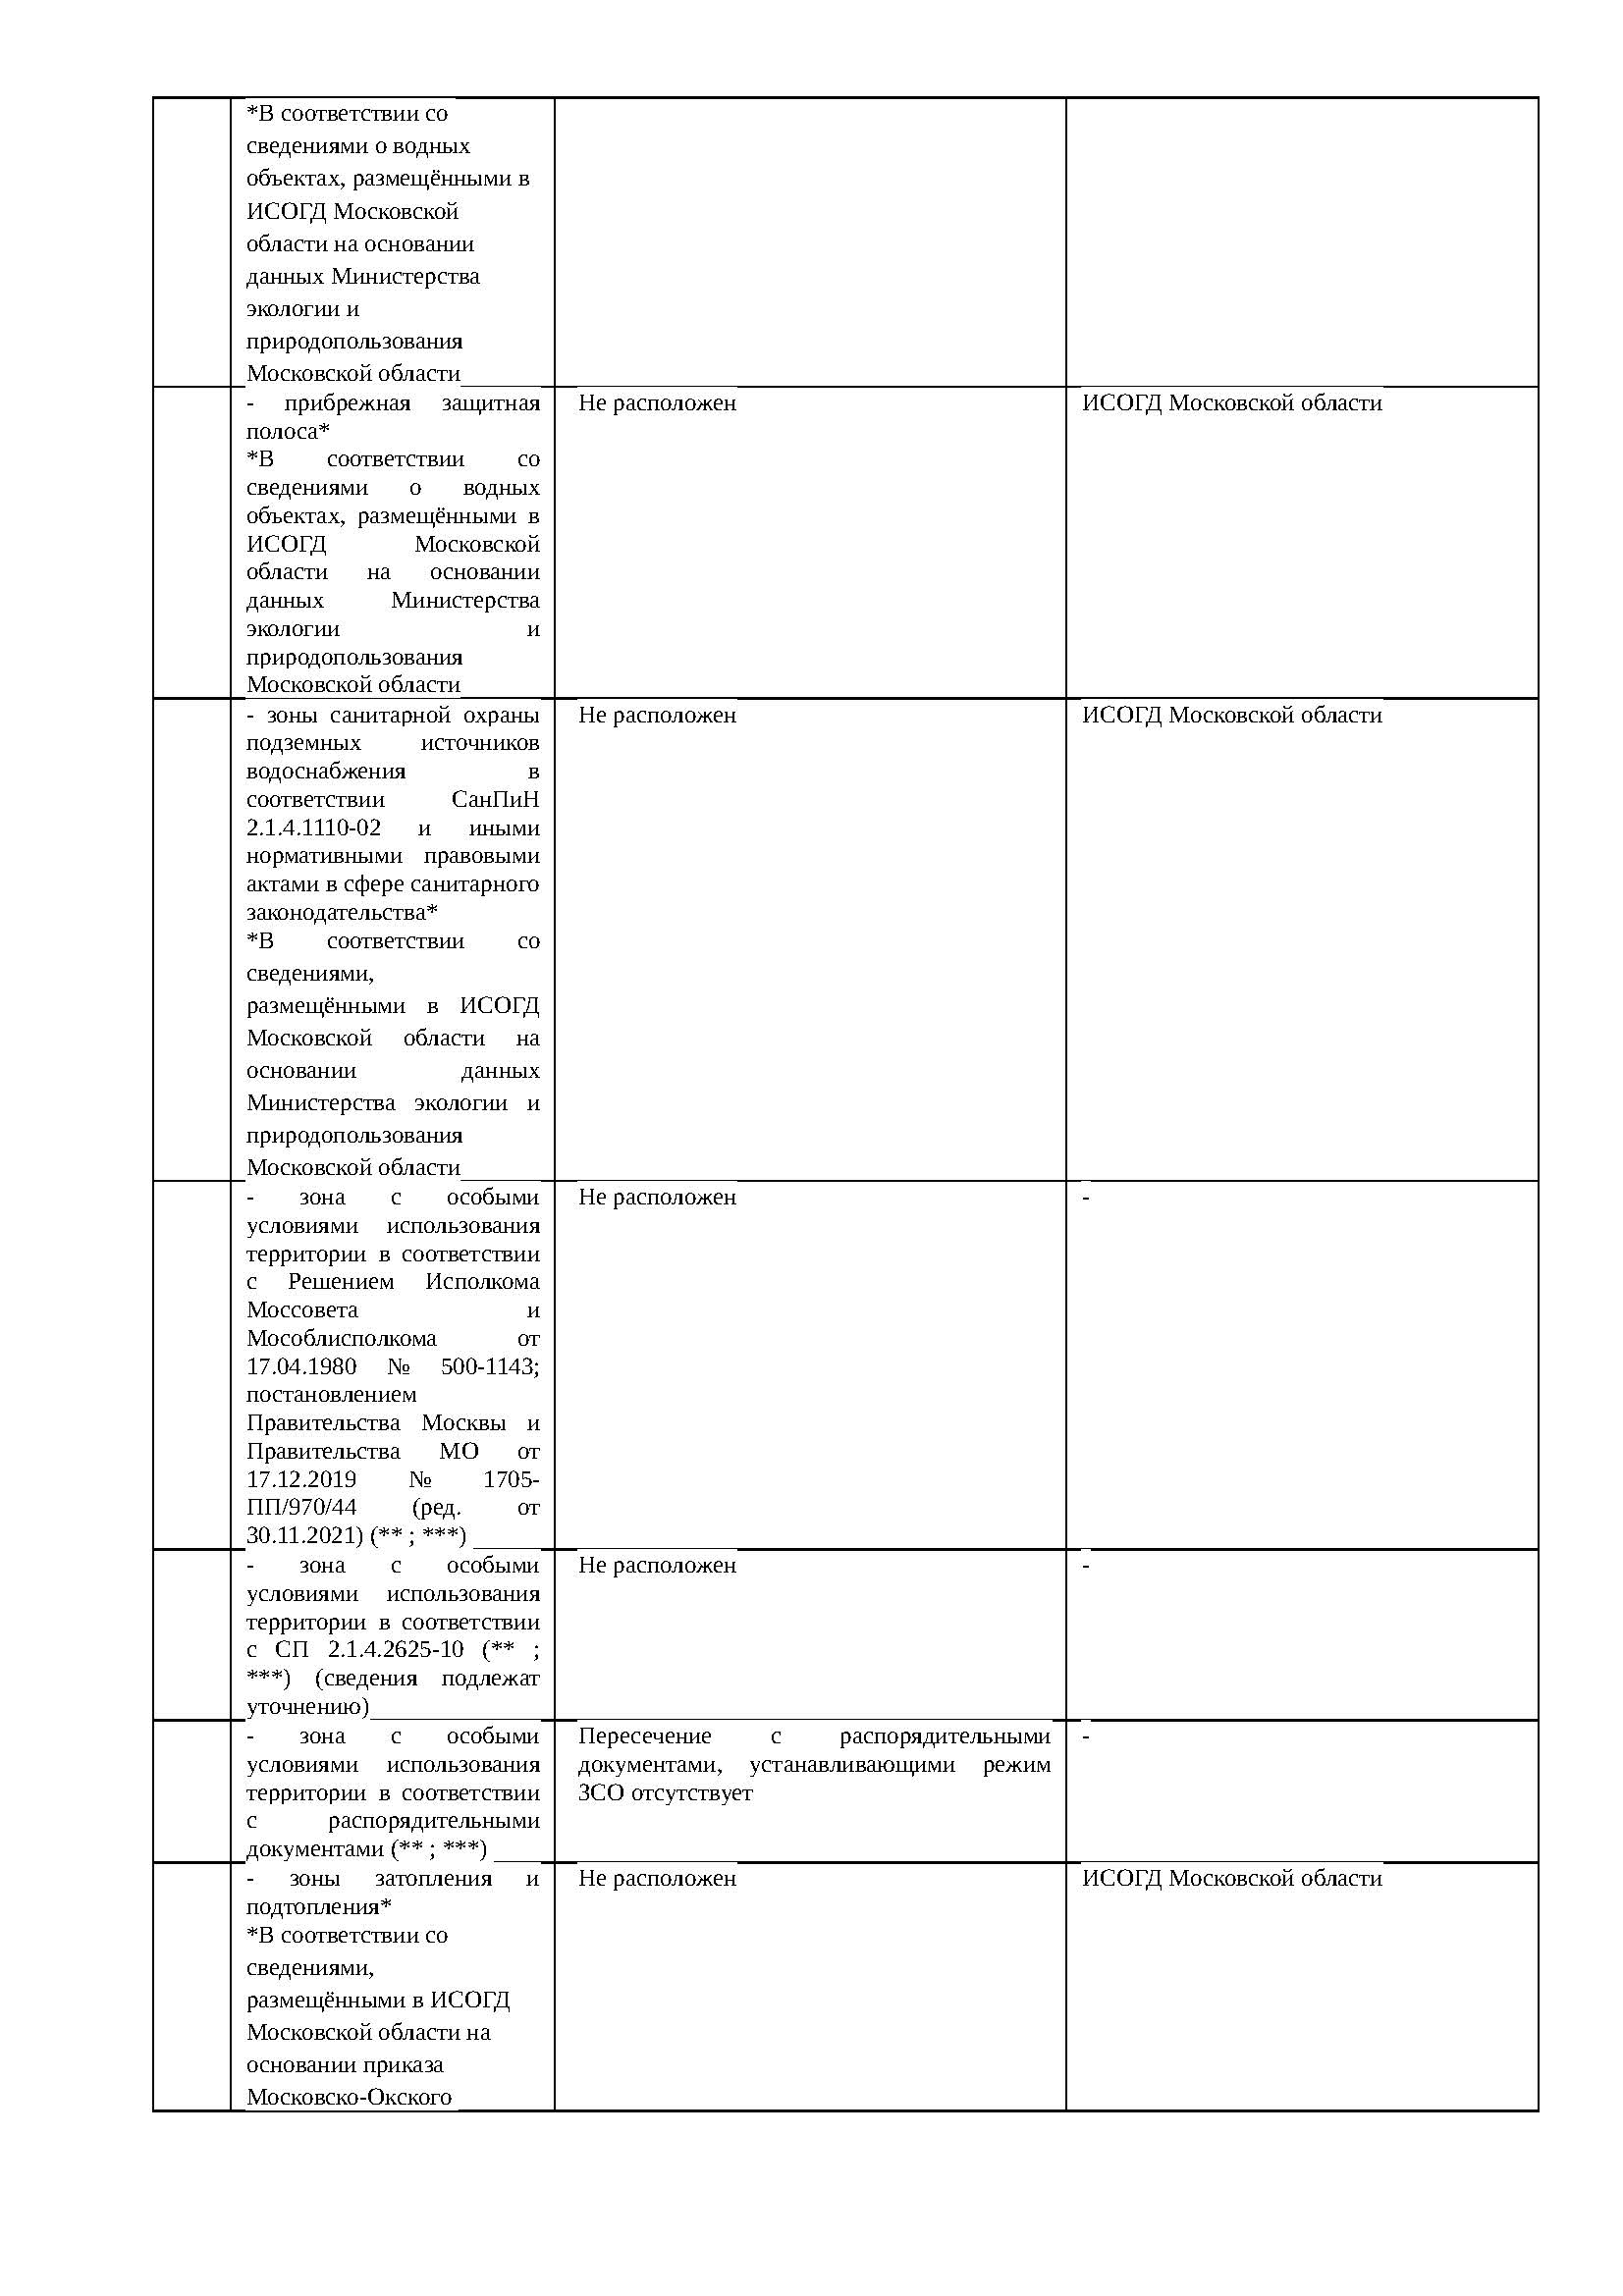 *В соответствии со
сведениями о водных
объектах, размещёнными в
ИСОГД Московской
области на основании
данных Министерства
экологии и
природопользования
Московской области
- прибрежная защитная
полоса*
*В соответствии со
сведениями о водных
объектах, размещёнными в
ИСОГД Московской
области на основании
данных Министерства
экологии и
природопользования
Московской области
Не расположен
ИСОГД Московской области
- зоны санитарной охраны
подземных источников
водоснабжения в
соответствии СанПиН
2.1.4.1110-02 и иными
нормативными правовыми
актами в сфере санитарного
законодательства*
*В соответствии со
сведениями,
размещёнными в ИСОГД
Московской области на
основании данных
Министерства экологии и
природопользования
Московской области
Не расположен
ИСОГД Московской области
- зона с особыми
условиями использования
территории в соответствии
с Решением Исполкома
Моссовета и
Мособлисполкома от
17.04.1980 № 500-1143;
постановлением
Правительства Москвы и
Правительства МО от
17.12.2019 № 1705-
ПП/970/44 (ред. от
30.11.2021) (** ; ***)
Не расположен
-
- зона с особыми
условиями использования
территории в соответствии
с СП 2.1.4.2625-10 (** ;
***) (сведения подлежат
уточнению)
Не расположен
-
- зона с особыми
условиями использования
территории в соответствии
с распорядительными
документами (** ; ***)
Пересечение с распорядительными
документами, устанавливающими режим
ЗСО отсутствует
-
- зоны затопления и
подтопления*
*В соответствии со
сведениями,
размещёнными в ИСОГД
Московской области на
основании приказа
Московско-Окского
Не расположен
ИСОГД Московской области